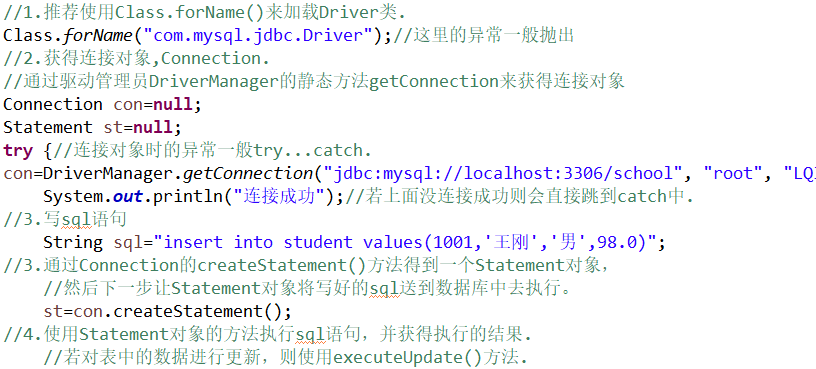 //1.推荐使用Class.forName()来加载Driver类.
Class.forName("com.mysql.jdbc.Driver");//这里的异常一般抛出
//2.获得连接对象,Connection.
//通过驱动管理员DriverManager的静态方法getConnection来获得连接对象
Connection con=null;
Statement st=null;
try {//连接对象时的异常一般try...catch.
con=DriverManager.getConnection("jdbc:mysql://localhost:3306/school", "root", "LQ
System.out.println("连接成功");//若上面没连接成功则会直接跳到catch中.
//3.写sql语句
String sql="insert into student values(1001,'王刚','男',98.0)";
//3.通过Connection的createStatement()方法得到一个Statement对象,
//然后下一步让Statement对象将写好的sql送到数据库中去执行。
st=con.createStatement();
//4.使用Statement对象的方法执行sql语句，并获得执行的结果.
//若对表中的数据进行更新，则使用executeUpdate()方法.